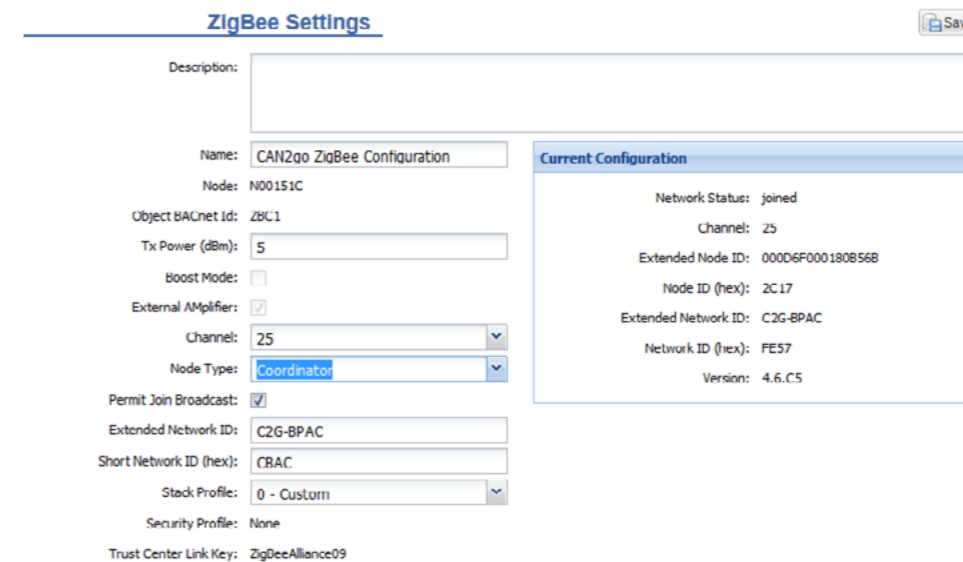 ZigBee Settings
Description:
Name: CAN2go ZigBee Configuration
Node: N00151C
Object BACnet Id: ZBC1
Tx Power (dBm): 5
Boost Mode:
External AMplifier:
Channel: 25
Node Type: Coordinator
Permit Join Broadcast:
Extended Network ID: C2G-BPAC
Short Network ID (hex): CBAC
Stack Profile: 0 - Custom
Security Profile: None
Trust Center Link Key: ZigBeeAlliance09
Sav
Current Configuration
Network Status: joined
Channel: 25
Extended Node ID: 000D6F000180B56B
Node ID (hex): 2C17
Extended Network ID: C2G-BPAC
Network ID (hex): FE57
Version: 4.6.C5